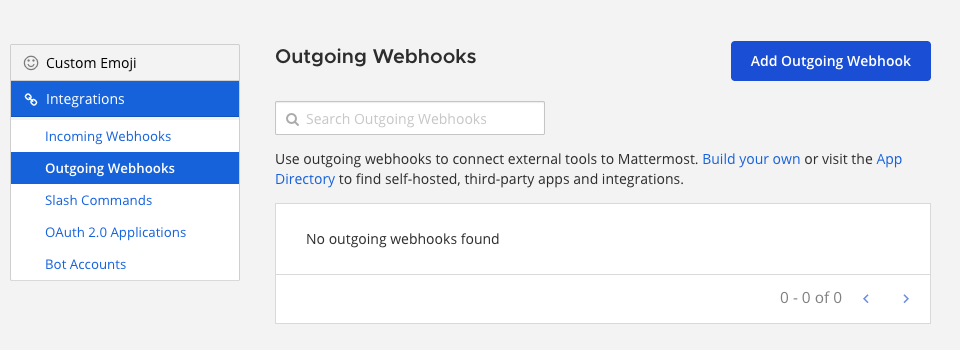 Custom Emoji
Integrations
Incoming Webhooks
Outgoing Webhooks
Slash Commands
OAuth 2.0 Applications
Bot Accounts
Outgoing Webhooks
Add Outgoing Webhook
Search Outgoing Webhooks
Use outgoing webhooks to connect external tools to Mattermost. Build your own or visit the App
Directory to find self-hosted, third-party apps and integrations.
No outgoing webhooks found
0 - 0 of 0